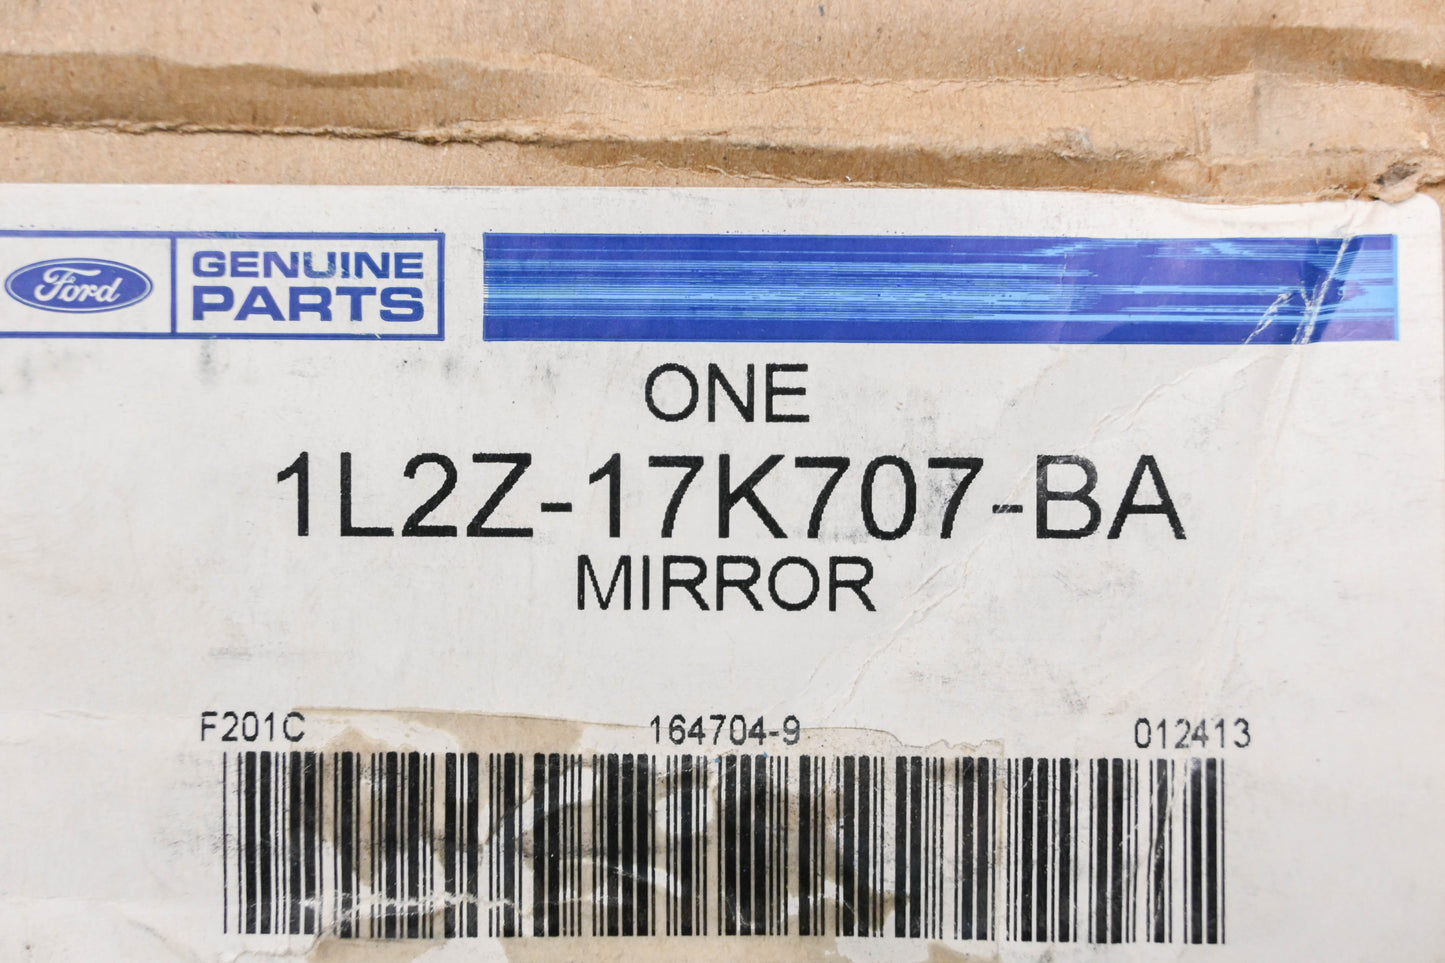 Ford
GENUINE
PARTS
ONE
1L2Z-17K707-BA
MIRROR
F201C 164704-9 012413